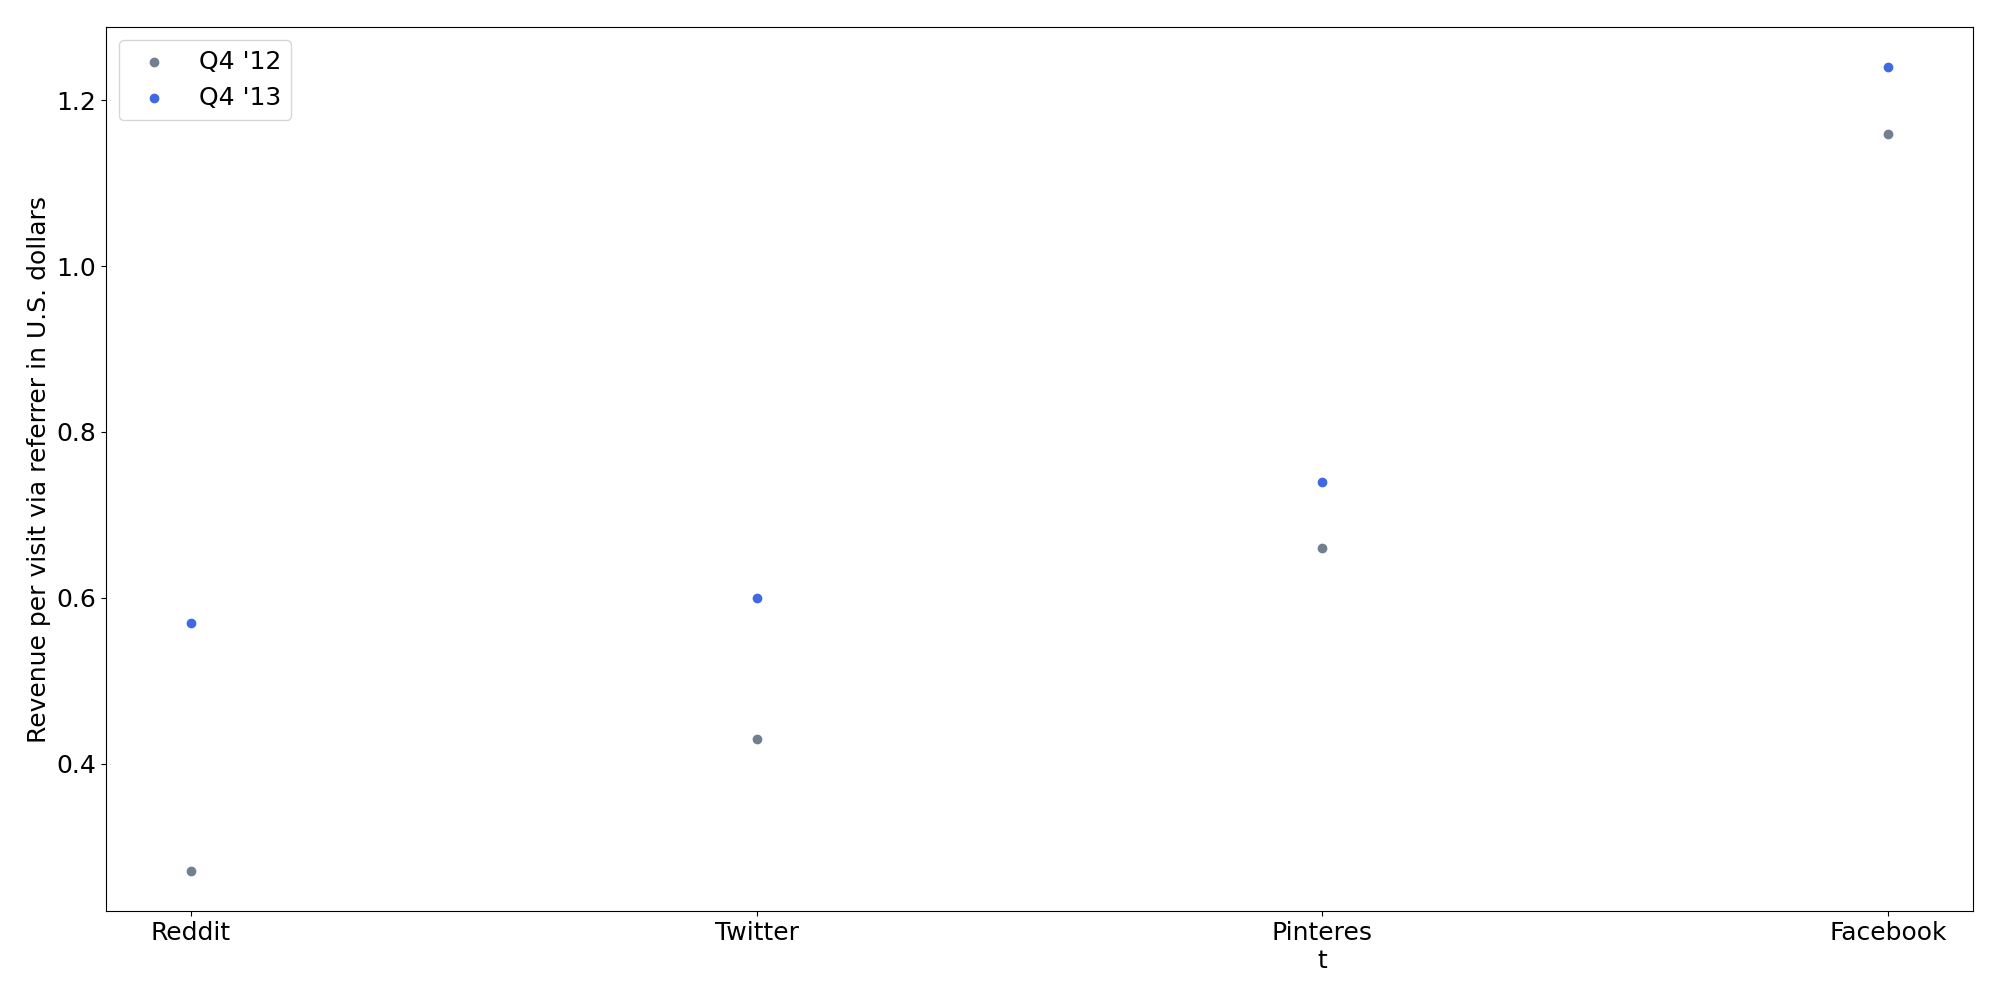 Q4 '12
Q4 '13
Revenue per visit via referrer in U.S. dollars
1.2
1.0
0.8
0.6
0.4
Reddit
Twitter
Pinteres
t
Facebook